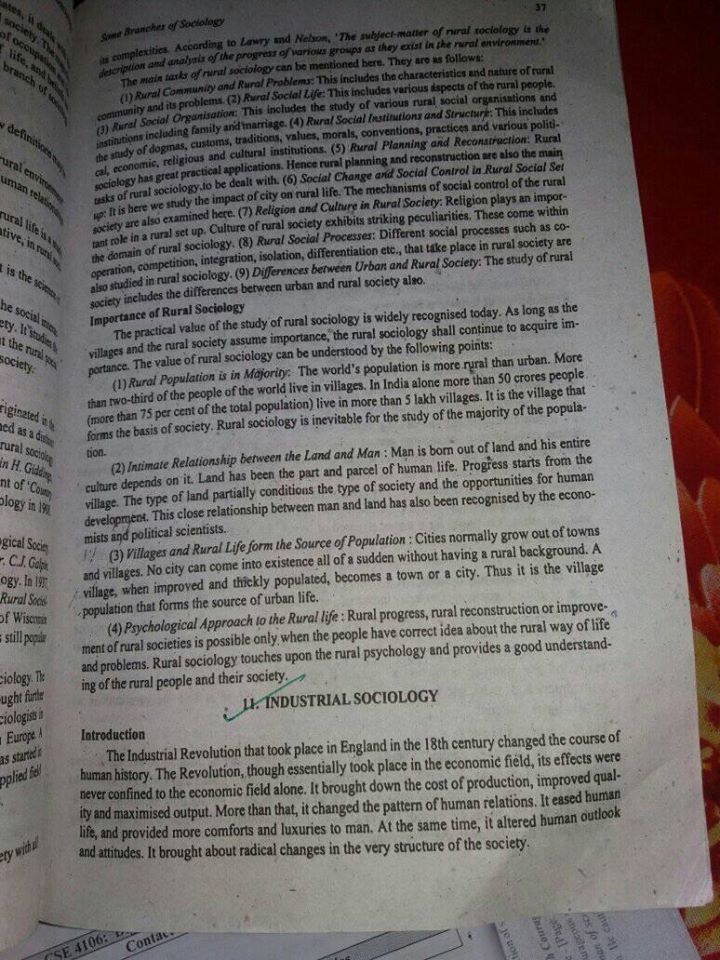 Some Branches of Sociology
37
its complexities. According to Lawry and Nelson, 'The subject-matter of rural sociology is the
description and analysis of the progress of various groups as they exist in the rural environment.'
The main tasks of rural sociology can be mentioned here. They are as follows:
(1) Rural Community and Rural Problems: This includes the characteristics and nature of rural
community and its problems. (2) Rural Social Life: This includes various aspects of the rural people.
(3) Rural Social Organisation: This includes the study of various rural social organisations and
institutions including family and marriage. (4) Rural Social Institutions and Structure: This includes
the study of dogmas, customs, traditions, values, morals, conventions, practices and various politi-
cal, economic, religious and cultural institutions. (5) Rural Planning and Reconstruction: Rural
sociology has great practical applications. Hence rural planning and reconstruction are also the main
tasks of rural sociology to be dealt with. (6) Social Change and Social Control in Rural Social Set
up: It is here we study the impact of city on rural life. The mechanisms of social control of the rural
society are also examined here. (7) Religion and Culture in Rural Society: Religion plays an impor-
tant role in a rural set up. Culture of rural society exhibits striking peculiarities. These come within
the domain of rural sociology. (8) Rural Social Processes: Different social processes such as co-
operation, competition, integration, isolation, differentiation etc., that take place in rural society are
also studied in rural sociology. (9) Differences between Urban and Rural Society: The study of rural
society includes the differences between urban and rural society also.
Importance of Rural Sociology
The practical value of the study of rural sociology is widely recognised today. As long as the
villages and the rural society assume importance, the rural sociology shall continue to acquire im-
portance. The value of rural sociology can be understood by the following points:
(1) Rural Population is in Majority: The world's population is more rural than urban. More
than two-third of the people of the world live in villages. In India alone more than 50 crores people
(more than 75 per cent of the total population) live in more than 5 lakh villages. It is the village that
forms the basis of society. Rural sociology is inevitable for the study of the majority of the popula-
tion.
(2) Intimate Relationship between the Land and Man : Man is born out of land and his entire
culture depends on it. Land has been the part and parcel of human life. Progress starts from the
village. The type of land partially conditions the type of society and the opportunities for human
development. This close relationship between man and land has also been recognised by the econo-
mists and political scientists.
(3) Villages and Rural Life form the Source of Population : Cities normally grow out of towns
and villages. No city can come into existence all of a sudden without having a rural background. A
village, when improved and thickly populated, becomes a town or a city. Thus it is the village
population that forms the source of urban life.
(4) Psychological Approach to the Rural life : Rural progress, rural reconstruction or improve-
ment of rural societies is possible only when the people have correct idea about the rural way of life
and problems. Rural sociology touches upon the rural psychology and provides a good understand-
ing of the rural people and their society.
11. INDUSTRIAL SOCIOLOGY
Introduction
The Industrial Revolution that took place in England in the 18th century changed the course of
human history. The Revolution, though essentially took place in the economic field, its effects were
never confined to the economic field alone. It brought down the cost of production, improved qual-
ity and maximised output. More than that, it changed the pattern of human relations. It eased human
life, and provided more comforts and luxuries to man. At the same time, it altered human outlook
and attitudes. It brought about radical changes in the very structure of the society.
CSE 4106:
Contac